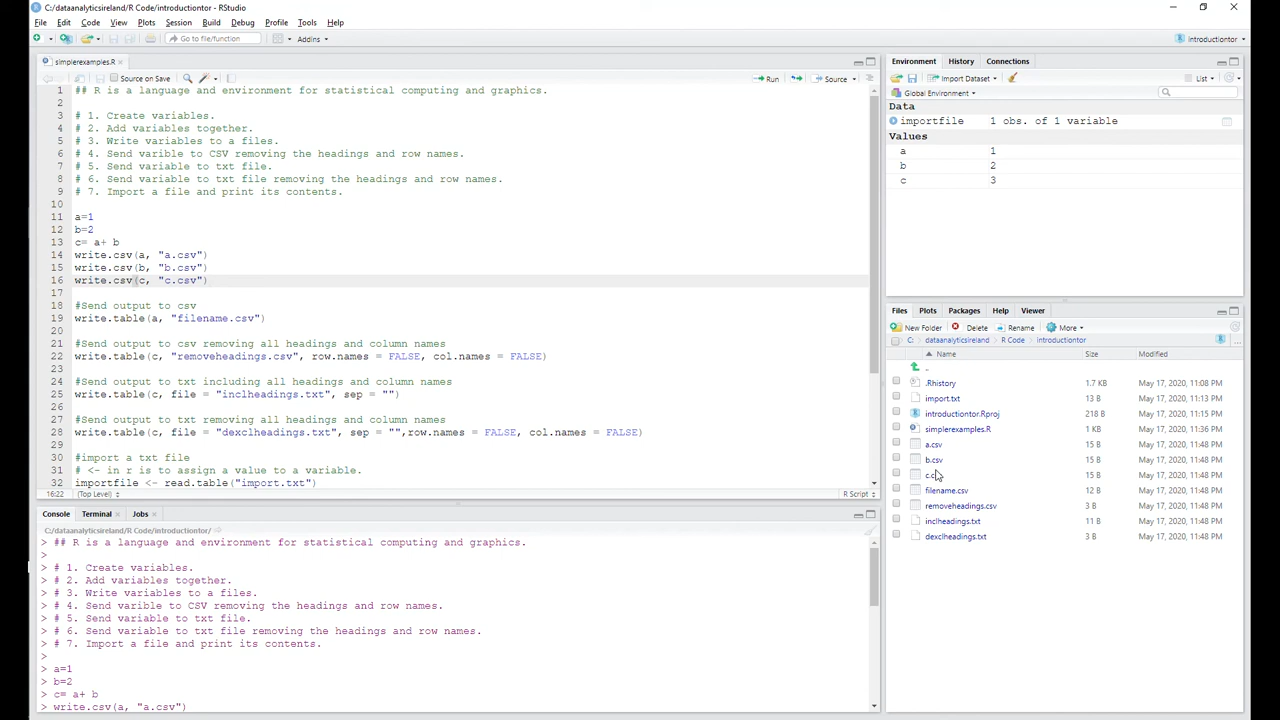 C:/dataanalyticsireland/R Code/introductiontor - RStudio
File Edit Code View Plots Session Build Debug Profile Tools Help
Go to file/function Addins introductiontor
simplerexamples.R
Source on Save Run Source
1 ## R is a language and environment for statistical computing and graphics.
2
3 # 1. Create variables.
4 # 2. Add variables together.
5 # 3. Write variables to a files.
6 # 4. Send varible to CSV removing the headings and row names.
7 # 5. Send variable to txt file.
8 # 6. Send variable to txt file removing the headings and row names.
9 # 7. Import a file and print its contents.
10
11 a=1
12 b=2
13 c= a+ b
14 write.csv(a, "a.csv")
15 write.csv(b, "b.csv")
16 write.csv(c, "c.csv")
17
18 #Send output to csv
19 write.table(a, "filename.csv")
20
21 #Send output to csv removing all headings and column names
22 write.table(c, "removeheadings.csv", row.names = FALSE, col.names = FALSE)
23
24 #Send output to txt including all headings and column names
25 write.table(c, file = "inclheadings.txt", sep = "")
26
27 #Send output to txt removing all headings and column names
28 write.table(c, file = "dexclheadings.txt", sep = "",row.names = FALSE, col.names = FALSE)
29
30 #import a txt file
31 # <- in r is to assign a value to a variable.
32 importfile <- read.table("import.txt")
16:22 (Top Level) R Script
Console Terminal Jobs
C:/dataanalyticsireland/R Code/introductiontor/
> ## R is a language and environment for statistical computing and graphics.
>
> # 1. Create variables.
> # 2. Add variables together.
> # 3. Write variables to a files.
> # 4. Send varible to CSV removing the headings and row names.
> # 5. Send variable to txt file.
> # 6. Send variable to txt file removing the headings and row names.
> # 7. Import a file and print its contents.
>
> a=1
> b=2
> c= a+ b
> write.csv(a, "a.csv")
Environment History Connections
Import Dataset List
Global Environment
Data
importfile 1 obs. of 1 variable
Values
a 1
b 2
c 3
Files Plots Packages Help Viewer
New Folder Delete Rename More
C: dataanalyticsireland R Code introductiontor
Name Size Modified
..
.Rhistory 1.7 KB May 17, 2020, 11:08 PM
import.txt 13 B May 17, 2020, 11:13 PM
introductiontor.Rproj 218 B May 17, 2020, 11:15 PM
simplerexamples.R 1 KB May 17, 2020, 11:36 PM
a.csv 15 B May 17, 2020, 11:48 PM
b.csv 15 B May 17, 2020, 11:48 PM
15 B May 17, 2020, 11:48 PM
filename.csv 12 B May 17, 2020, 11:48 PM
removeheadings.csv 3 B May 17, 2020, 11:48 PM
inclheadings.txt 11 B May 17, 2020, 11:48 PM
dexclheadings.txt 3 B May 17, 2020, 11:48 PM